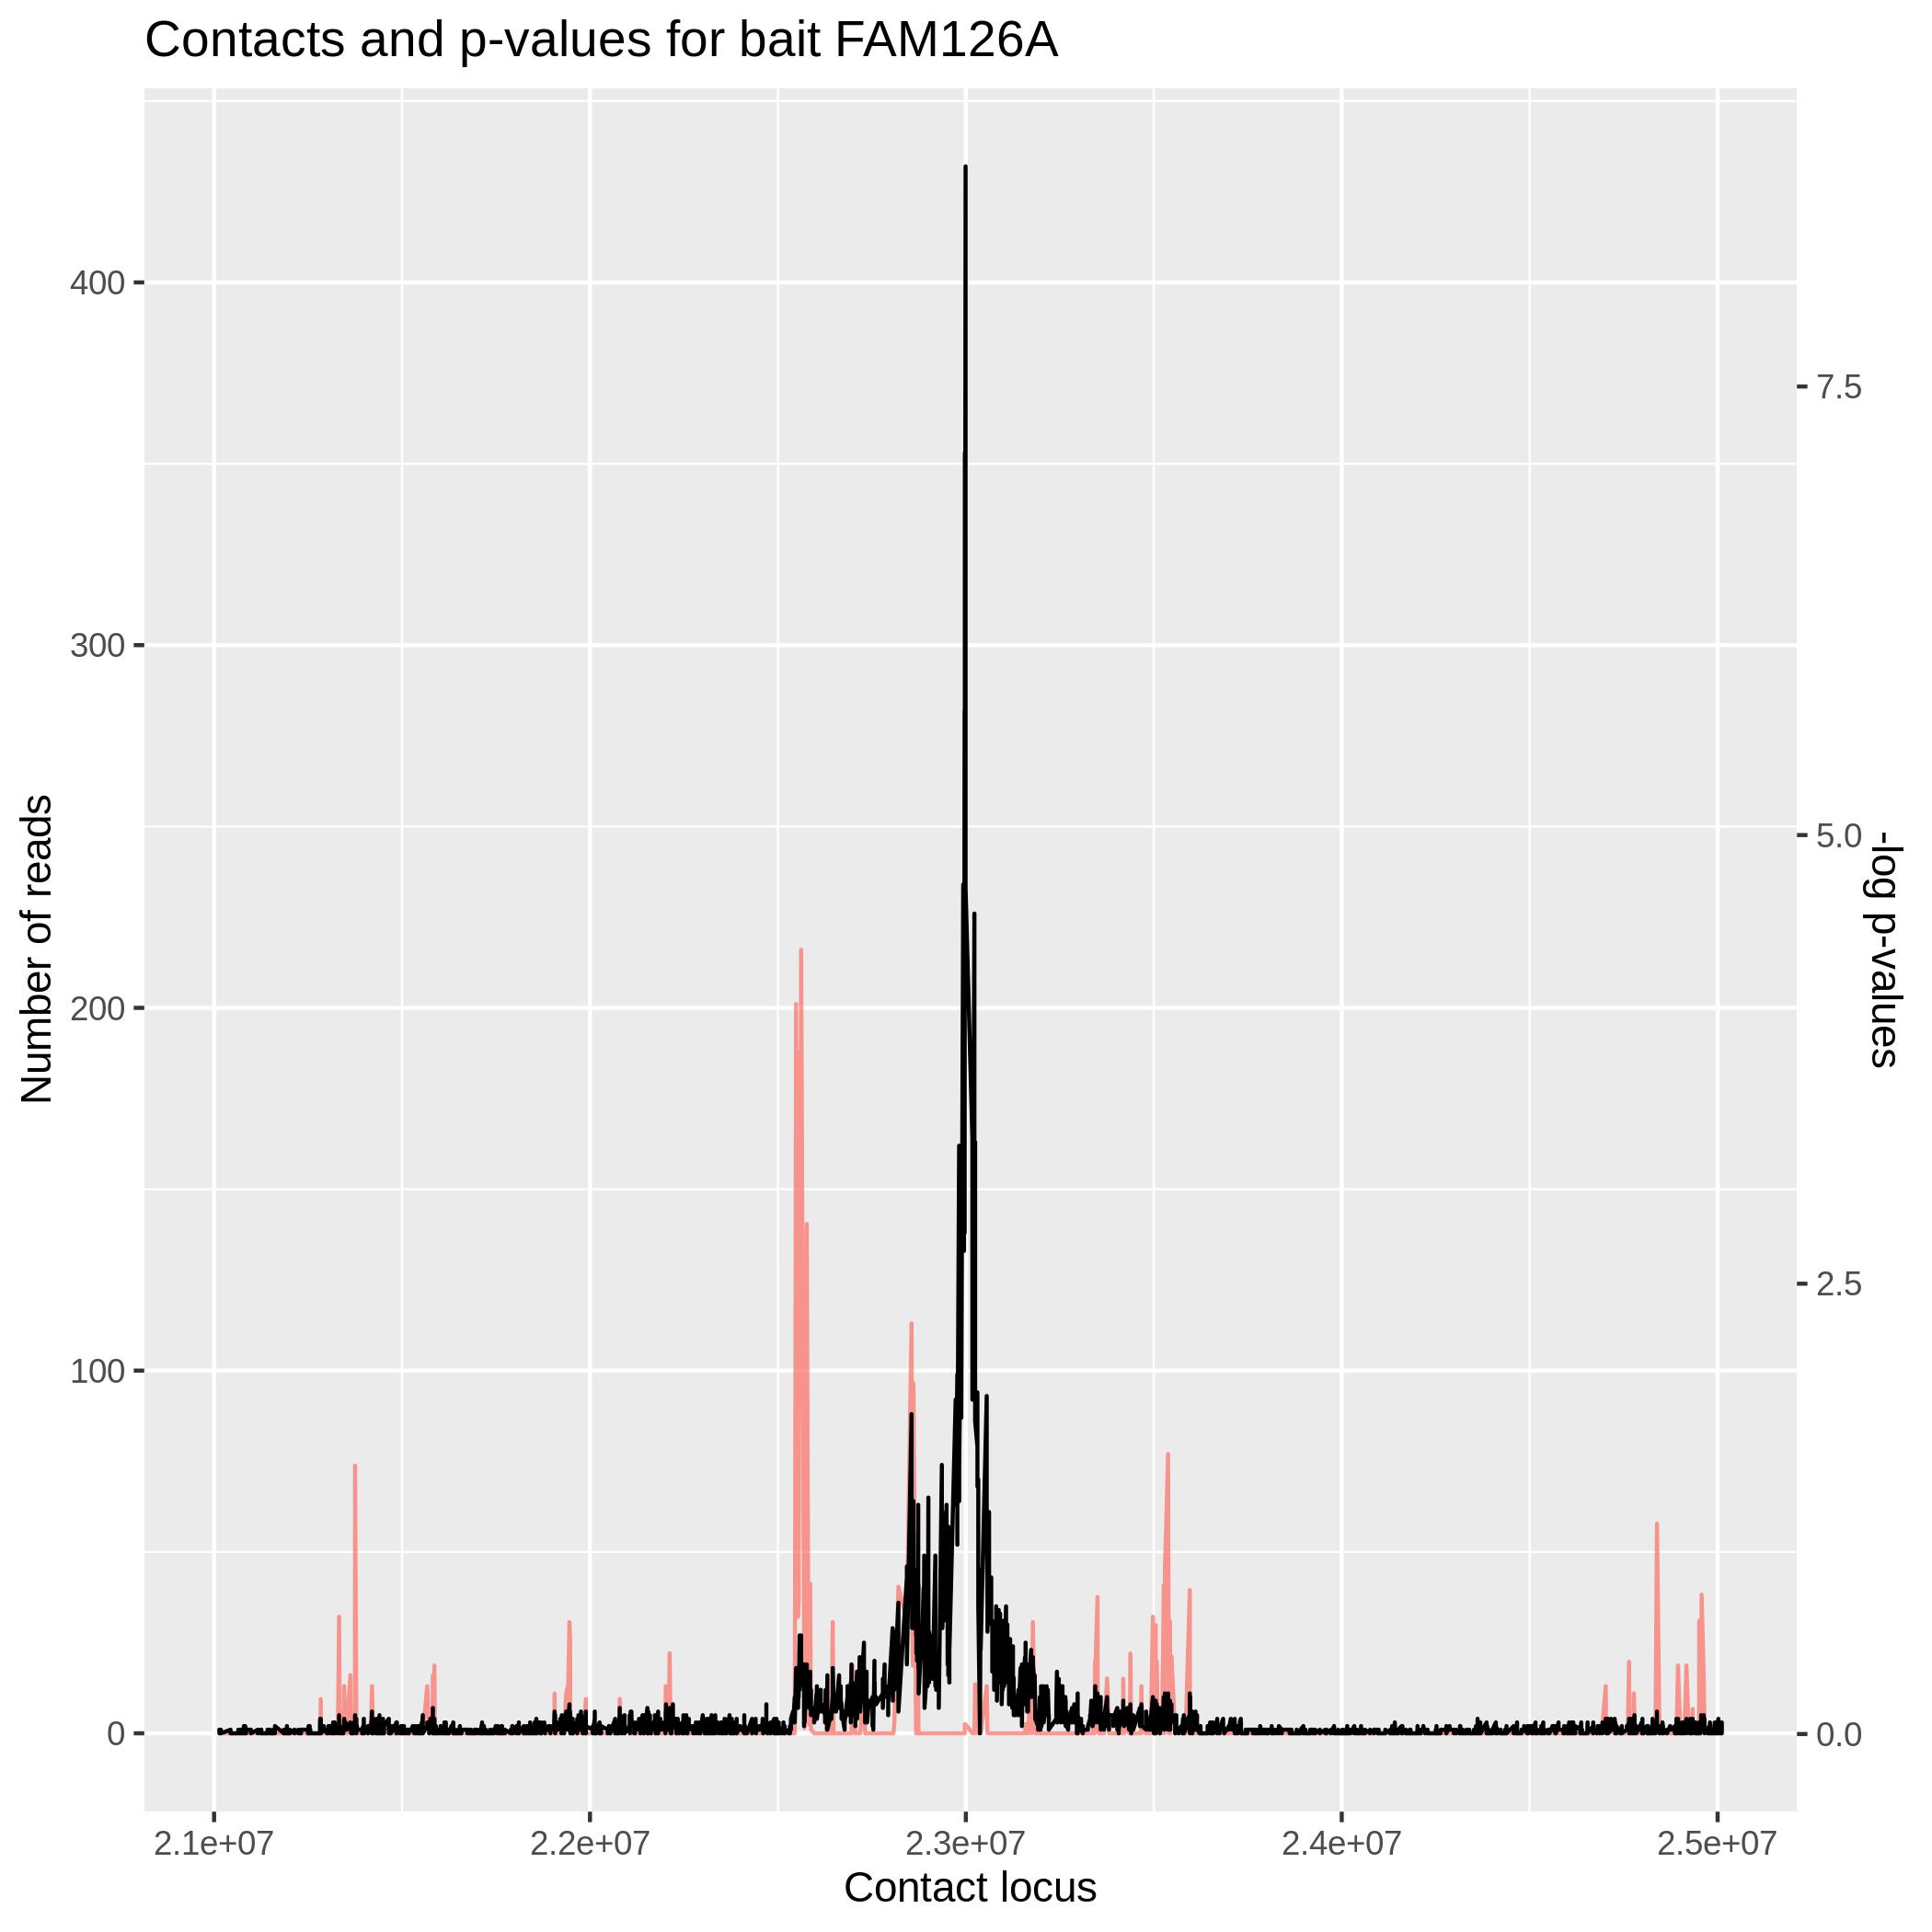 Contacts and p-values for bait FAM126A
400
300
200
100
0
Number of reads
7.5
5.0
2.5
0.0
-log p-values
2.1e+07
2.2e+07
2.3e+07
2.4e+07
2.5e+07
Contact locus